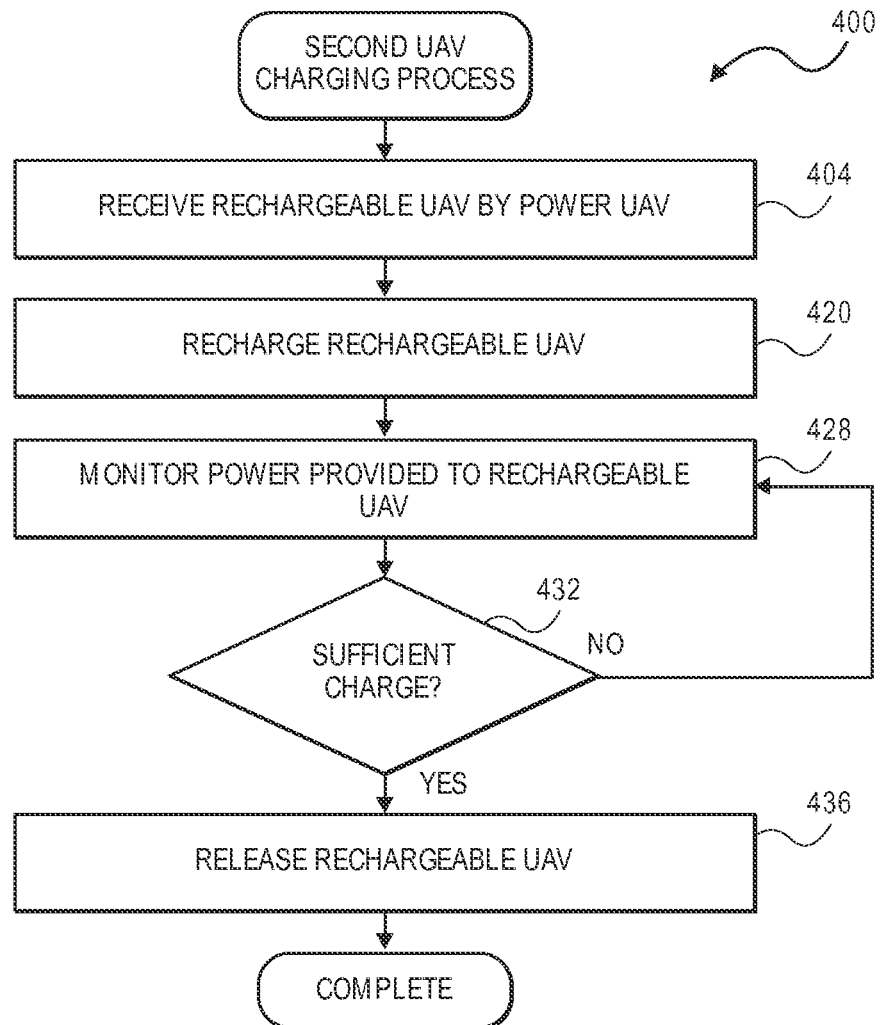 400
SECOND UAV
CHARGING PROCESS
404
RECEIVE RECHARGEABLE UAV BY POWER UAV
420
RECHARGE RECHARGEABLE UAV
428
MONITOR POWER PROVIDED TO RECHARGEABLE
UAV
432
SUFFICIENT
CHARGE?
NO
YES
436
RELEASE RECHARGEABLE UAV
COMPLETE